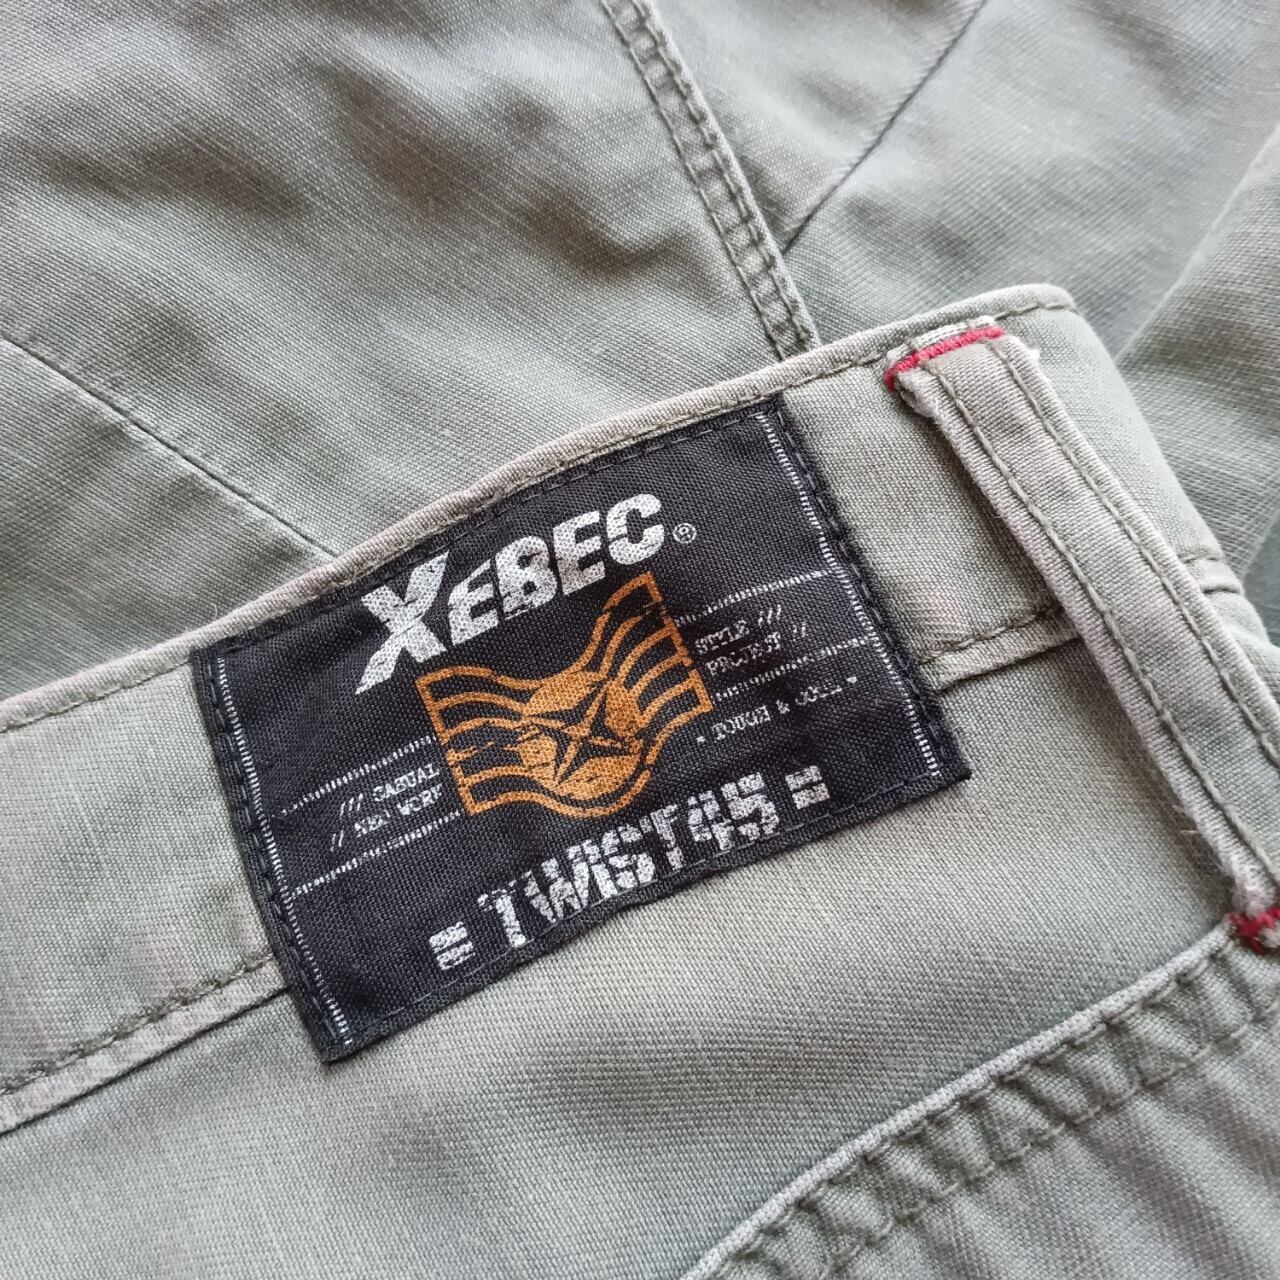 XEBEC®
STYLE ///
PROJECT //
• TOUGH & COOL •
/// CASUAL
// NEW WORK
= TWIST45 =